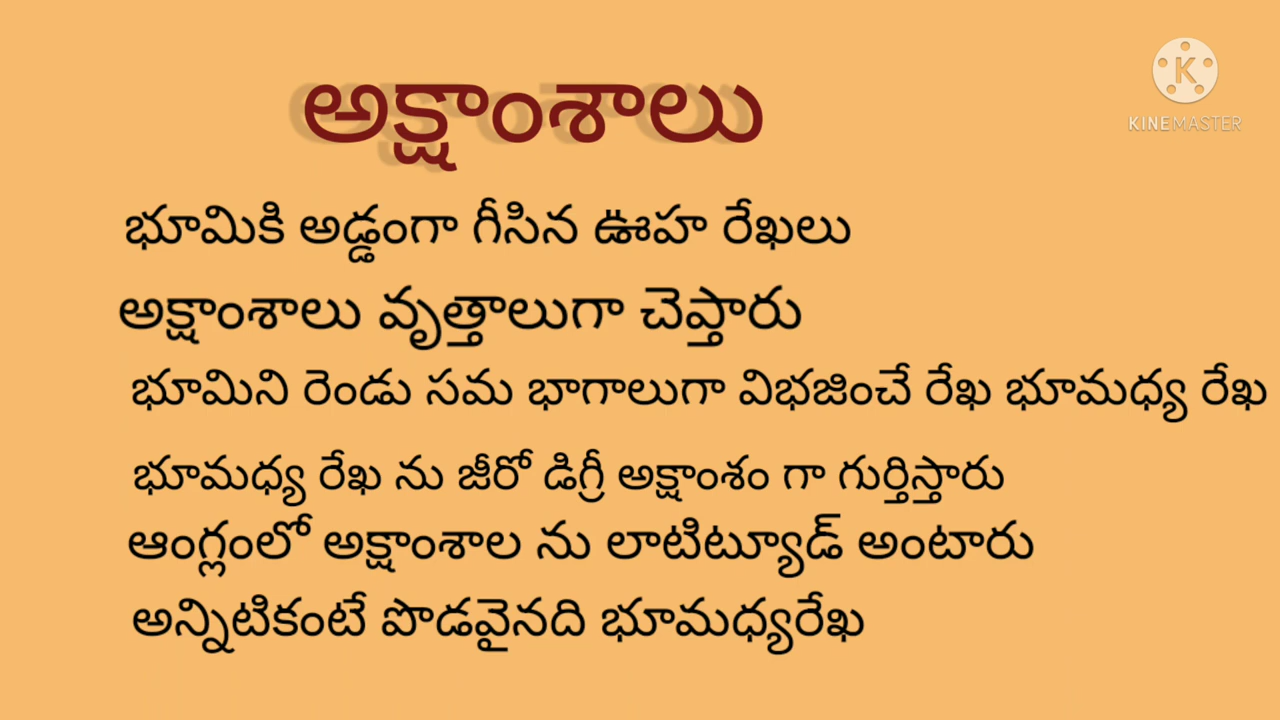 అక్షాంశాలు
KINEMASTER
భూమికి అడ్డంగా గీసిన ఊహ రేఖలు
అక్షాంశాలు వృత్తాలుగా చెప్తారు
భూమిని రెండు సమ భాగాలుగా విభజించే రేఖ భూమధ్య రేఖ
భూమధ్య రేఖ ను జీరో డిగ్రీ అక్షాంశం గా గుర్తిస్తారు
ఆంగ్లంలో అక్షాంశాల ను లాటిట్యూడ్ అంటారు
అన్నిటికంటే పొడవైనది భూమధ్యరేఖ